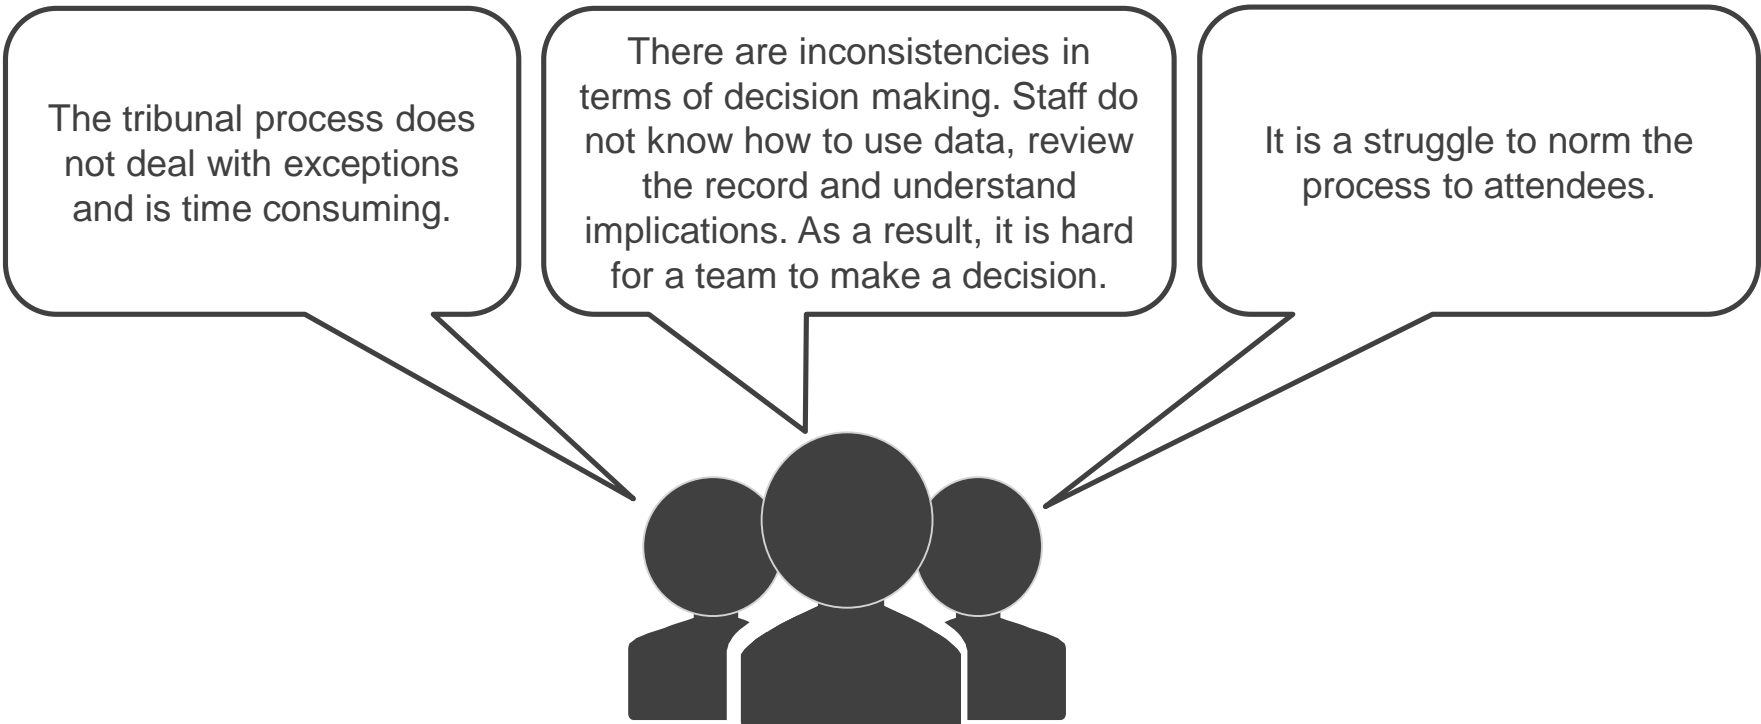 The tribunal process does
not deal with exceptions
and is time consuming.
There are inconsistencies in
terms of decision making. Staff do
not know how to use data, review
the record and understand
implications. As a result, it is hard
for a team to make a decision.
It is a struggle to norm the
process to attendees.